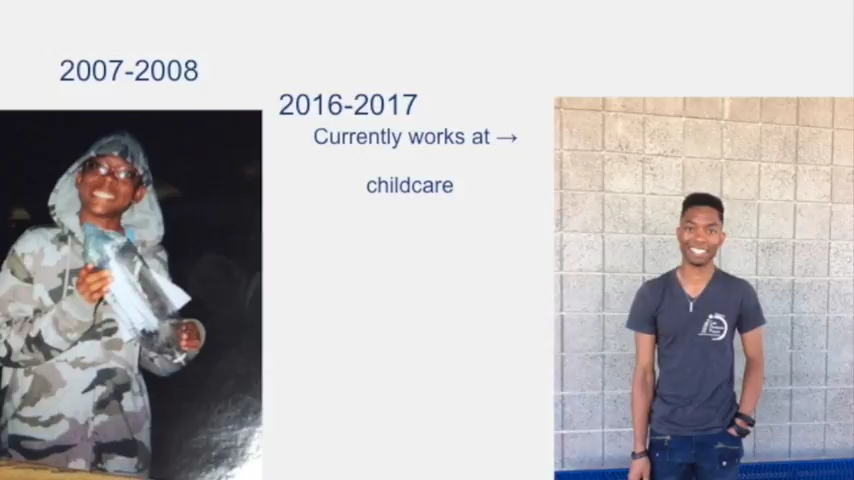 2007-2008
2016-2017
Currently works at →
childcare